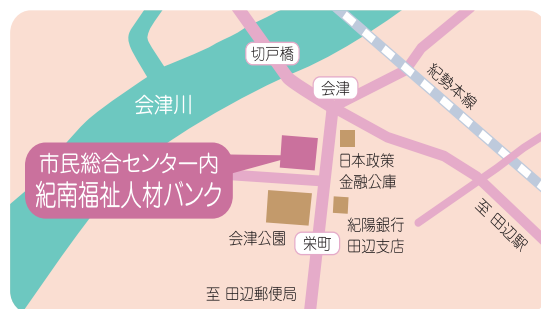 切戸橋
会津
紀勢本線
会津川
市民総合センター内
紀南福祉人材バンク
日本政策
金融公庫
至 田辺駅
紀陽銀行
田辺支店
会津公園
栄町
至 田辺郵便局